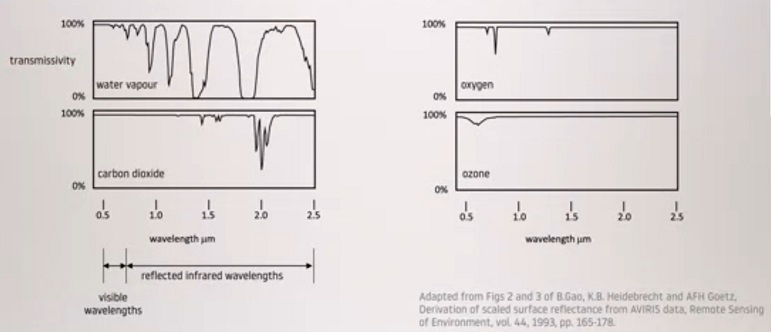 100%
transmissivity
water vapour
0%
100%
carbon dioxide
0%
0.5 1.0 1.5 2.0 2.5
wavelength µm
reflected infrared wavelengths
visible
wavelengths
100%
oxygen
0%
100%
ozone
0%
0.5 1.0 1.5 2.0 2.5
wavelength µm
Adapted from Figs 2 and 3 of B.Gao, K.B. Heidebrecht and AFH Goetz,
Derivation of scaled surface reflectance from AVIRIS data, Remote Sensing
of Environment, vol. 44, 1993, pp. 165-178.